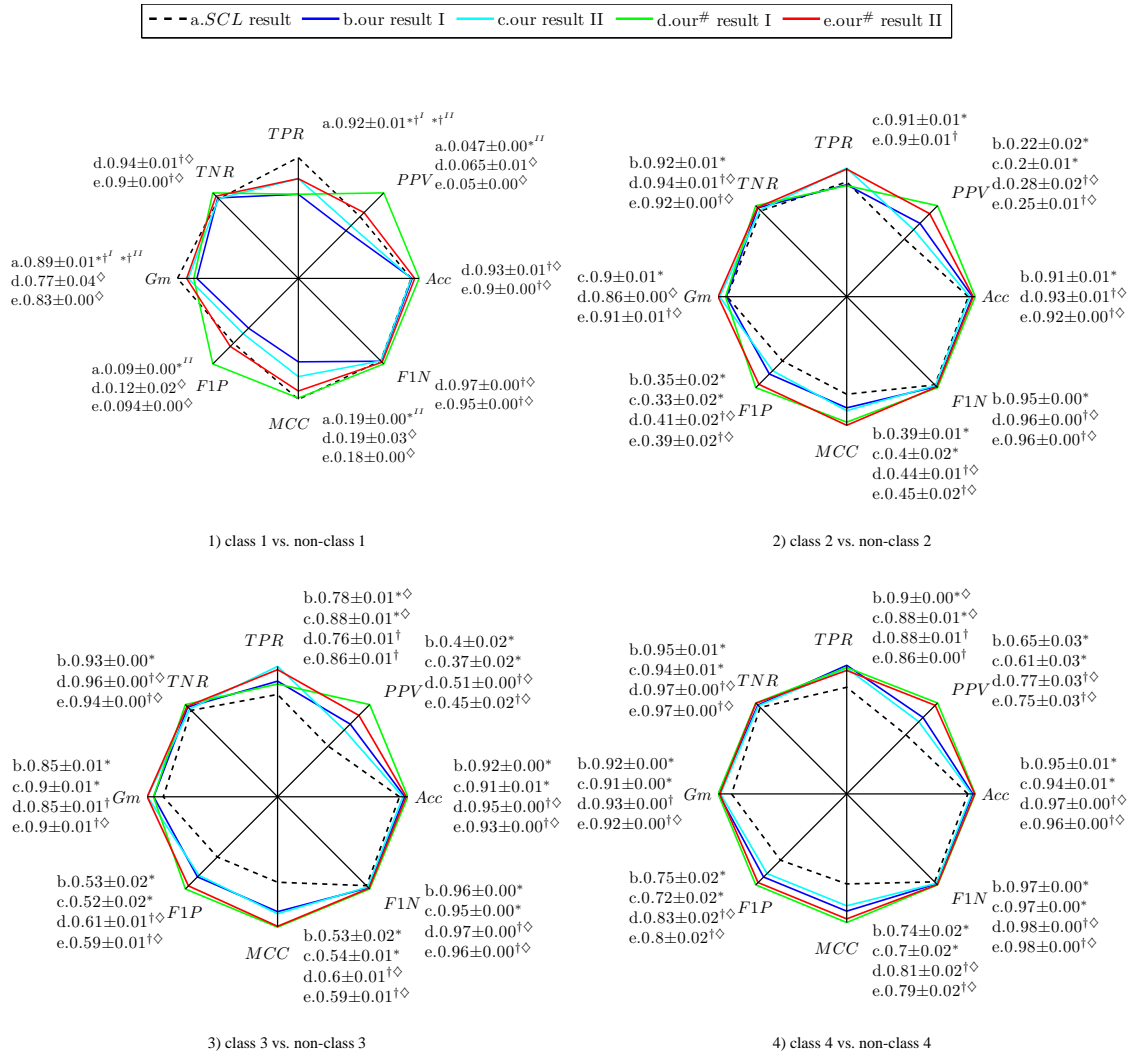 a.SCL result b.our result I c.our result II d.our# result I e.our# result II
TPR
a.0.92±0.01*†I *†II
PPV
a.0.047±0.00*II
d.0.065±0.01◇
e.0.05±0.00◇
d.0.94±0.01†◇
e.0.9±0.00†◇
TNR
a.0.89±0.01*†I *†II
d.0.77±0.04◇
e.0.83±0.00◇
Gm
Acc
d.0.93±0.01†◇
e.0.9±0.00†◇
a.0.09±0.00*II
d.0.12±0.02◇
e.0.094±0.00◇
F1P
MCC
a.0.19±0.00*II
d.0.19±0.03◇
e.0.18±0.00◇
F1N
d.0.97±0.00†◇
e.0.95±0.00†◇
1) class 1 vs. non-class 1
TPR
c.0.91±0.01*
e.0.9±0.01†
PPV
b.0.22±0.02*
c.0.2±0.01*
d.0.28±0.02†◇
e.0.25±0.01†◇
b.0.92±0.01*
d.0.94±0.01†◇
e.0.92±0.00†◇
TNR
c.0.9±0.01*
d.0.86±0.00◇
e.0.91±0.01†◇
Gm
Acc
b.0.91±0.01*
d.0.93±0.01†◇
e.0.92±0.00†◇
b.0.35±0.02*
c.0.33±0.02*
d.0.41±0.02†◇
e.0.39±0.02†◇
F1P
MCC
b.0.39±0.01*
c.0.4±0.02*
d.0.44±0.01†◇
e.0.45±0.02†◇
F1N
b.0.95±0.00*
d.0.96±0.00†◇
e.0.96±0.00†◇
2) class 2 vs. non-class 2
TPR
b.0.78±0.01*◇
c.0.88±0.01*◇
d.0.76±0.01†
e.0.86±0.01†
PPV
b.0.4±0.02*
c.0.37±0.02*
d.0.51±0.00†◇
e.0.45±0.02†◇
b.0.93±0.00*
d.0.96±0.00†◇
e.0.94±0.00†◇
TNR
b.0.85±0.01*
c.0.9±0.01*
d.0.85±0.01†
e.0.9±0.01†◇
Gm
Acc
b.0.92±0.00*
c.0.91±0.01*
d.0.95±0.00†◇
e.0.93±0.00†◇
b.0.53±0.02*
c.0.52±0.02*
d.0.61±0.01†◇
e.0.59±0.01†◇
F1P
MCC
b.0.53±0.02*
c.0.54±0.01*
d.0.6±0.01†◇
e.0.59±0.01†◇
F1N
b.0.96±0.00*
c.0.95±0.00*
d.0.97±0.00†◇
e.0.96±0.00†◇
3) class 3 vs. non-class 3
TPR
b.0.9±0.00*◇
c.0.88±0.01*◇
d.0.88±0.01†
e.0.86±0.00†
PPV
b.0.65±0.03*
c.0.61±0.03*
d.0.77±0.03†◇
e.0.75±0.03†◇
b.0.95±0.01*
c.0.94±0.01*
d.0.97±0.00†◇
e.0.97±0.00†◇
TNR
b.0.92±0.00*
c.0.91±0.00*
d.0.93±0.00†
e.0.92±0.00†◇
Gm
Acc
b.0.95±0.01*
c.0.94±0.01*
d.0.97±0.00†◇
e.0.96±0.00†◇
b.0.75±0.02*
c.0.72±0.02*
d.0.83±0.02†◇
e.0.8±0.02†◇
F1P
MCC
b.0.74±0.02*
c.0.7±0.02*
d.0.81±0.02†◇
e.0.79±0.02†◇
F1N
b.0.97±0.00*
c.0.97±0.00*
d.0.98±0.00†◇
e.0.98±0.00†◇
4) class 4 vs. non-class 4